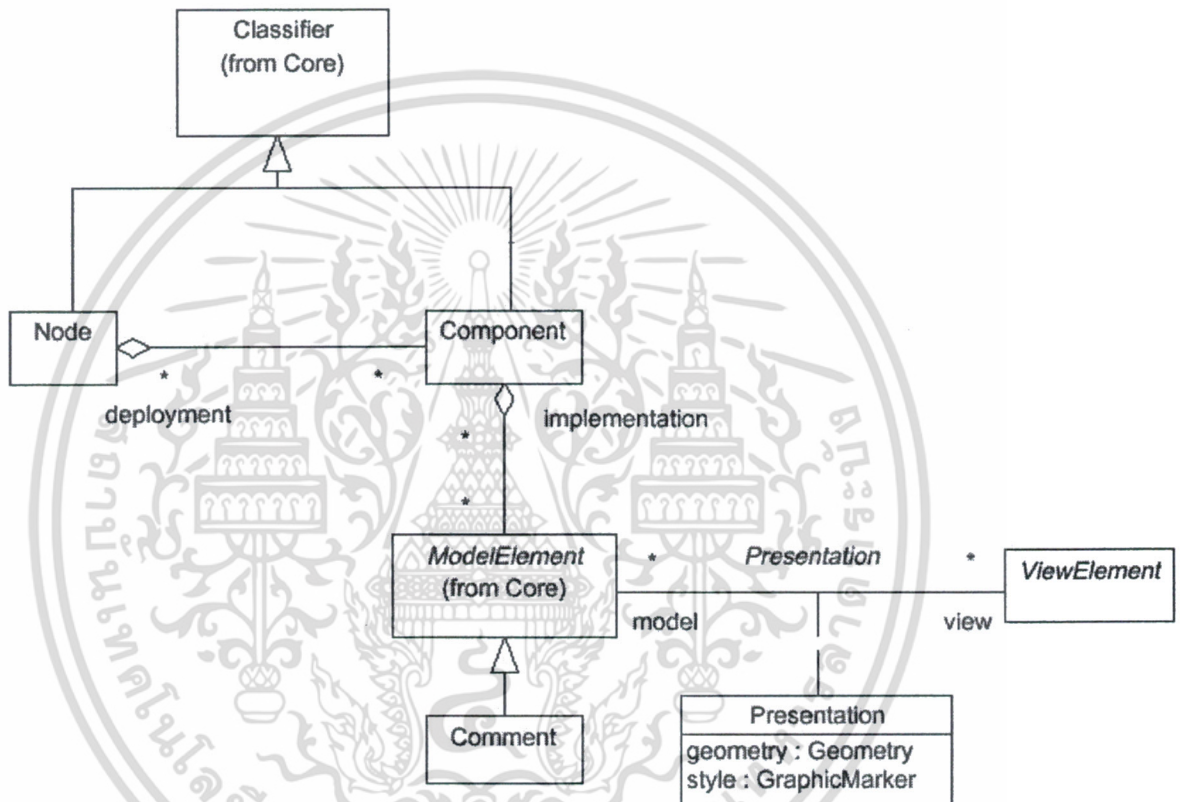 Classifier
(from Core)
Node
Component
*
*
deployment
implementation
*
*
ModelElement
(from Core)
*
Presentation
*
ViewElement
model
view
Comment
Presentation
geometry : Geometry
style : GraphicMarker